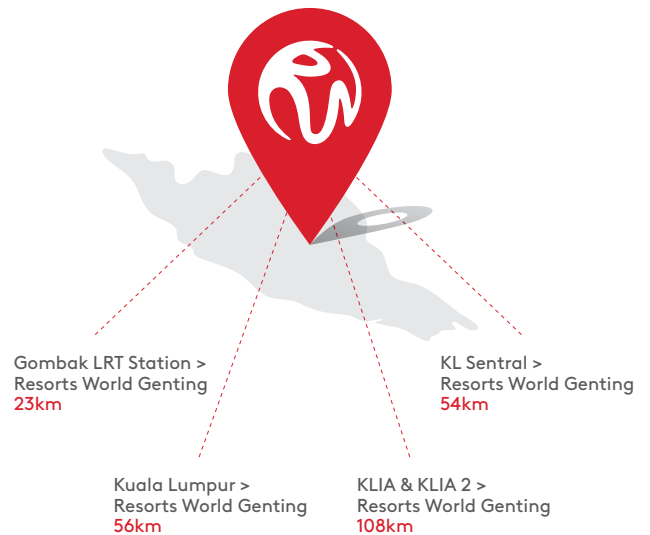 Gombak LRT Station >
Resorts World Genting
23km
KL Sentral >
Resorts World Genting
54km
Kuala Lumpur >
Resorts World Genting
56km
KLIA & KLIA 2 >
Resorts World Genting
108km